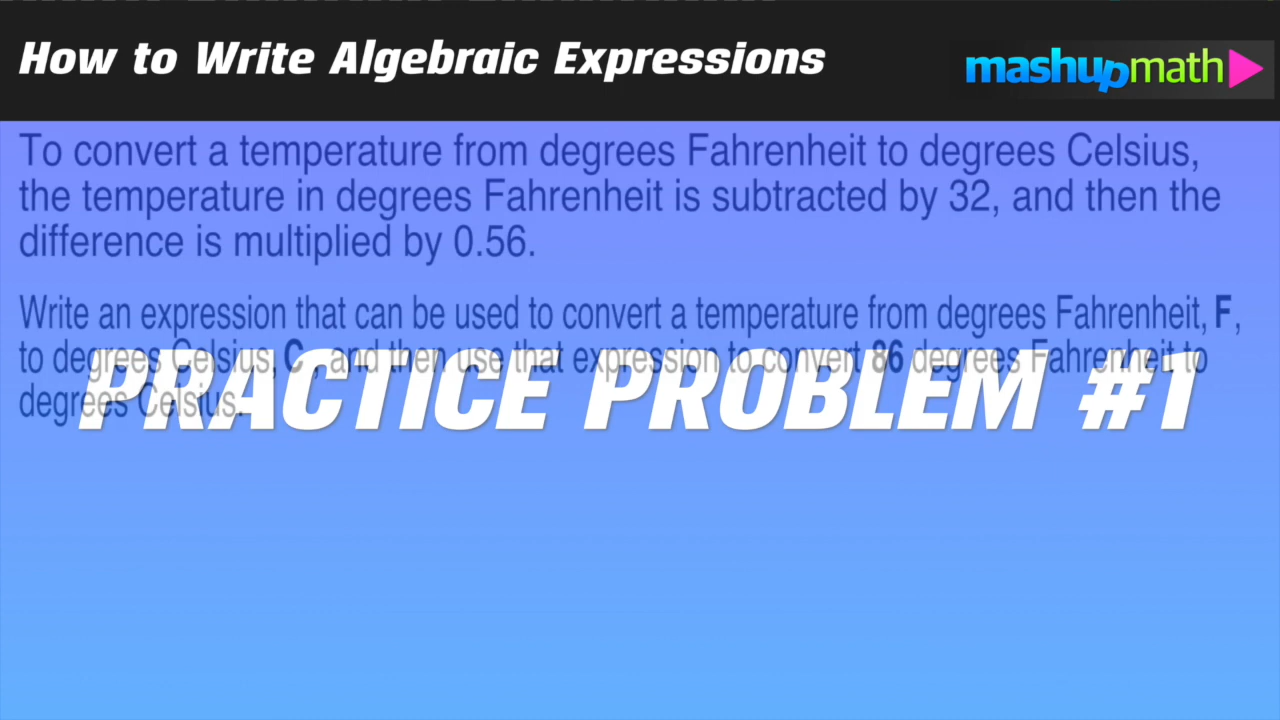 How to Write Algebraic Expressions
mashupmath
To convert a temperature from degrees Fahrenheit to degrees Celsius,
the temperature in degrees Fahrenheit is subtracted by 32, and then the
difference is multiplied by 0.56.
Write an expression that can be used to convert a temperature from degrees Fahrenheit, F,
to degrees Celsius, C , and then use that expression to convert 86 degrees Fahrenheit to
degrees Celsius.
PRACTICE PROBLEM #1